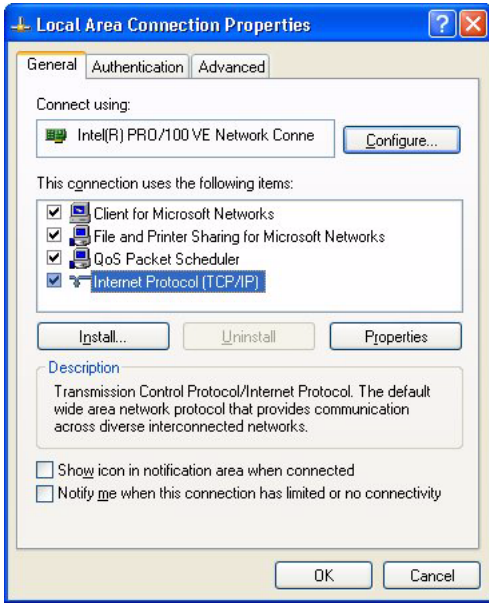 Local Area Connection Properties
General Authentication Advanced
Connect using:
Intel(R) PRO/100 VE Network Conne
Configure...
This connection uses the following items:
Client for Microsoft Networks
File and Printer Sharing for Microsoft Networks
QoS Packet Scheduler
Internet Protocol (TCP/IP)
Install... Uninstall Properties
Description
Transmission Control Protocol/Internet Protocol. The default
wide area network protocol that provides communication
across diverse interconnected networks.
Show icon in notification area when connected
Notify me when this connection has limited or no connectivity
OK Cancel